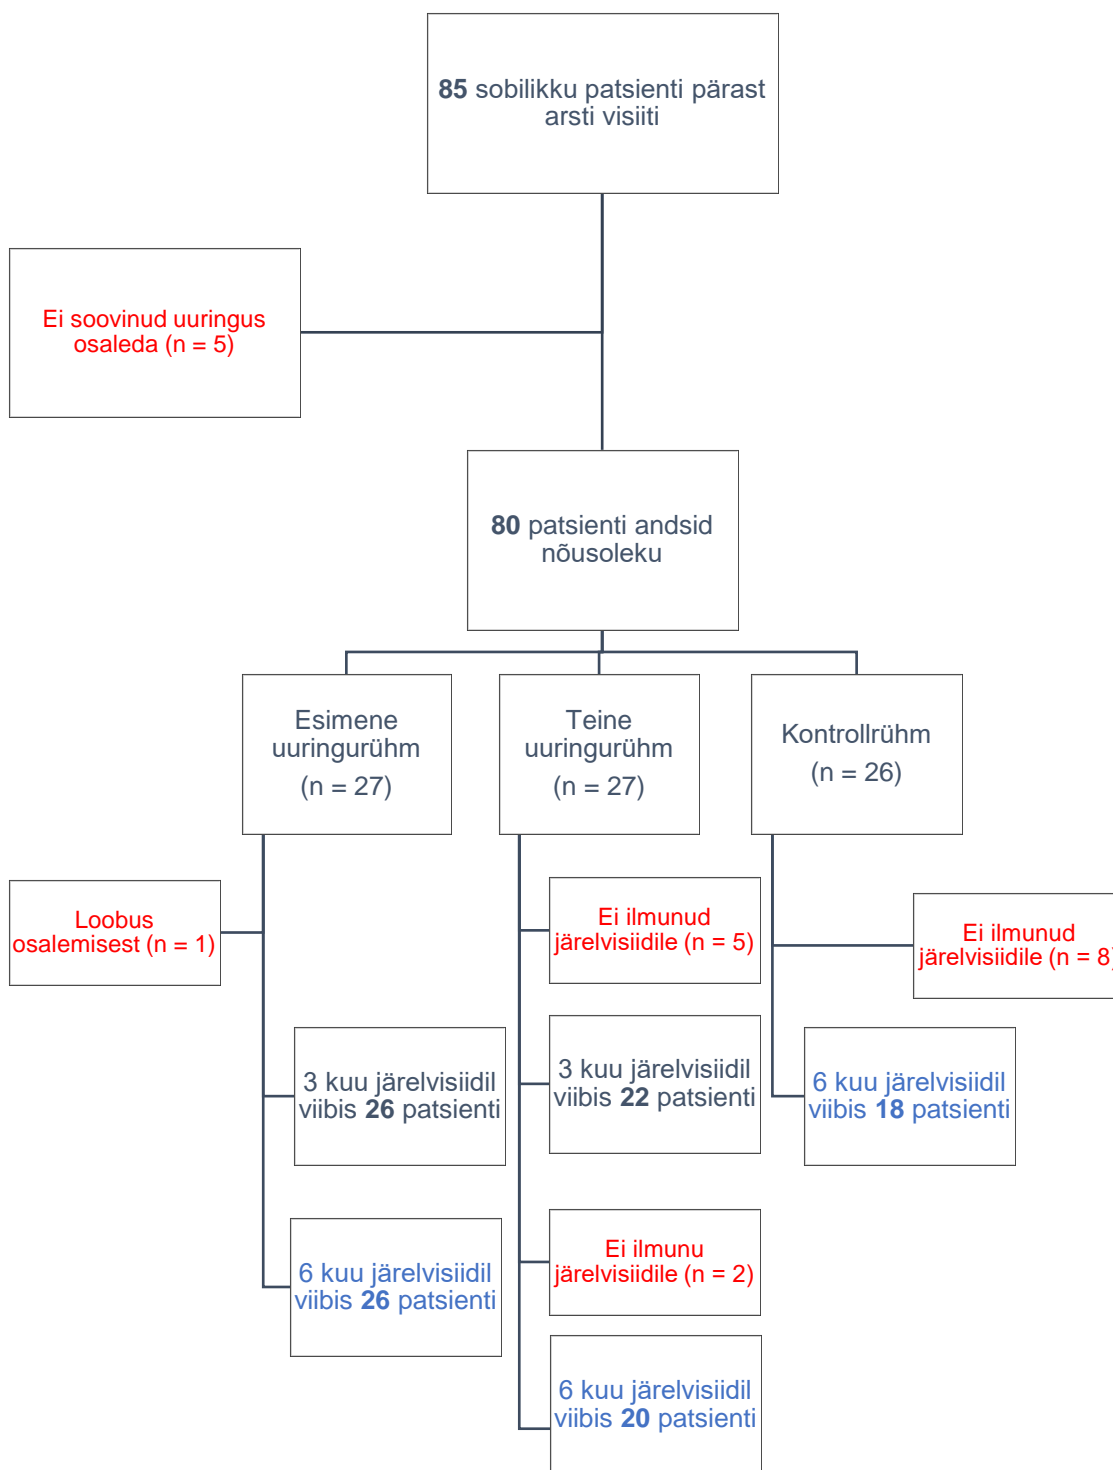 85 sobilikku patsienti pärast
arsti visiiti
Ei soovinud uuringus
osaleda (n = 5)
80 patsienti andsid
nõusoleku
Esimene
uuringurühm
(n = 27)
Teine
uuringurühm
(n = 27)
Kontrollrühm
(n = 26)
Loobus
osalemisest (n = 1)
Ei ilmunud
järelvisiidile (n = 5)
Ei ilmunud
järelvisiidile (n = 8)
3 kuu järelvisiidil
viibis 26 patsienti
3 kuu järelvisiidil
viibis 22 patsienti
6 kuu järelvisiidil
viibis 18 patsienti
6 kuu järelvisiidil
viibis 26 patsienti
Ei ilmunu
järelvisiidile (n = 2)
6 kuu järelvisiidil
viibis 20 patsienti